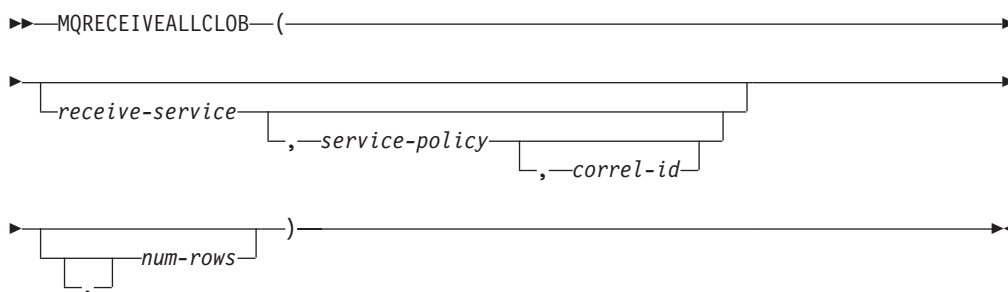 MQRECEIVEALLCLOB (
receive-service
, service-policy
, correl-id
num-rows )
,